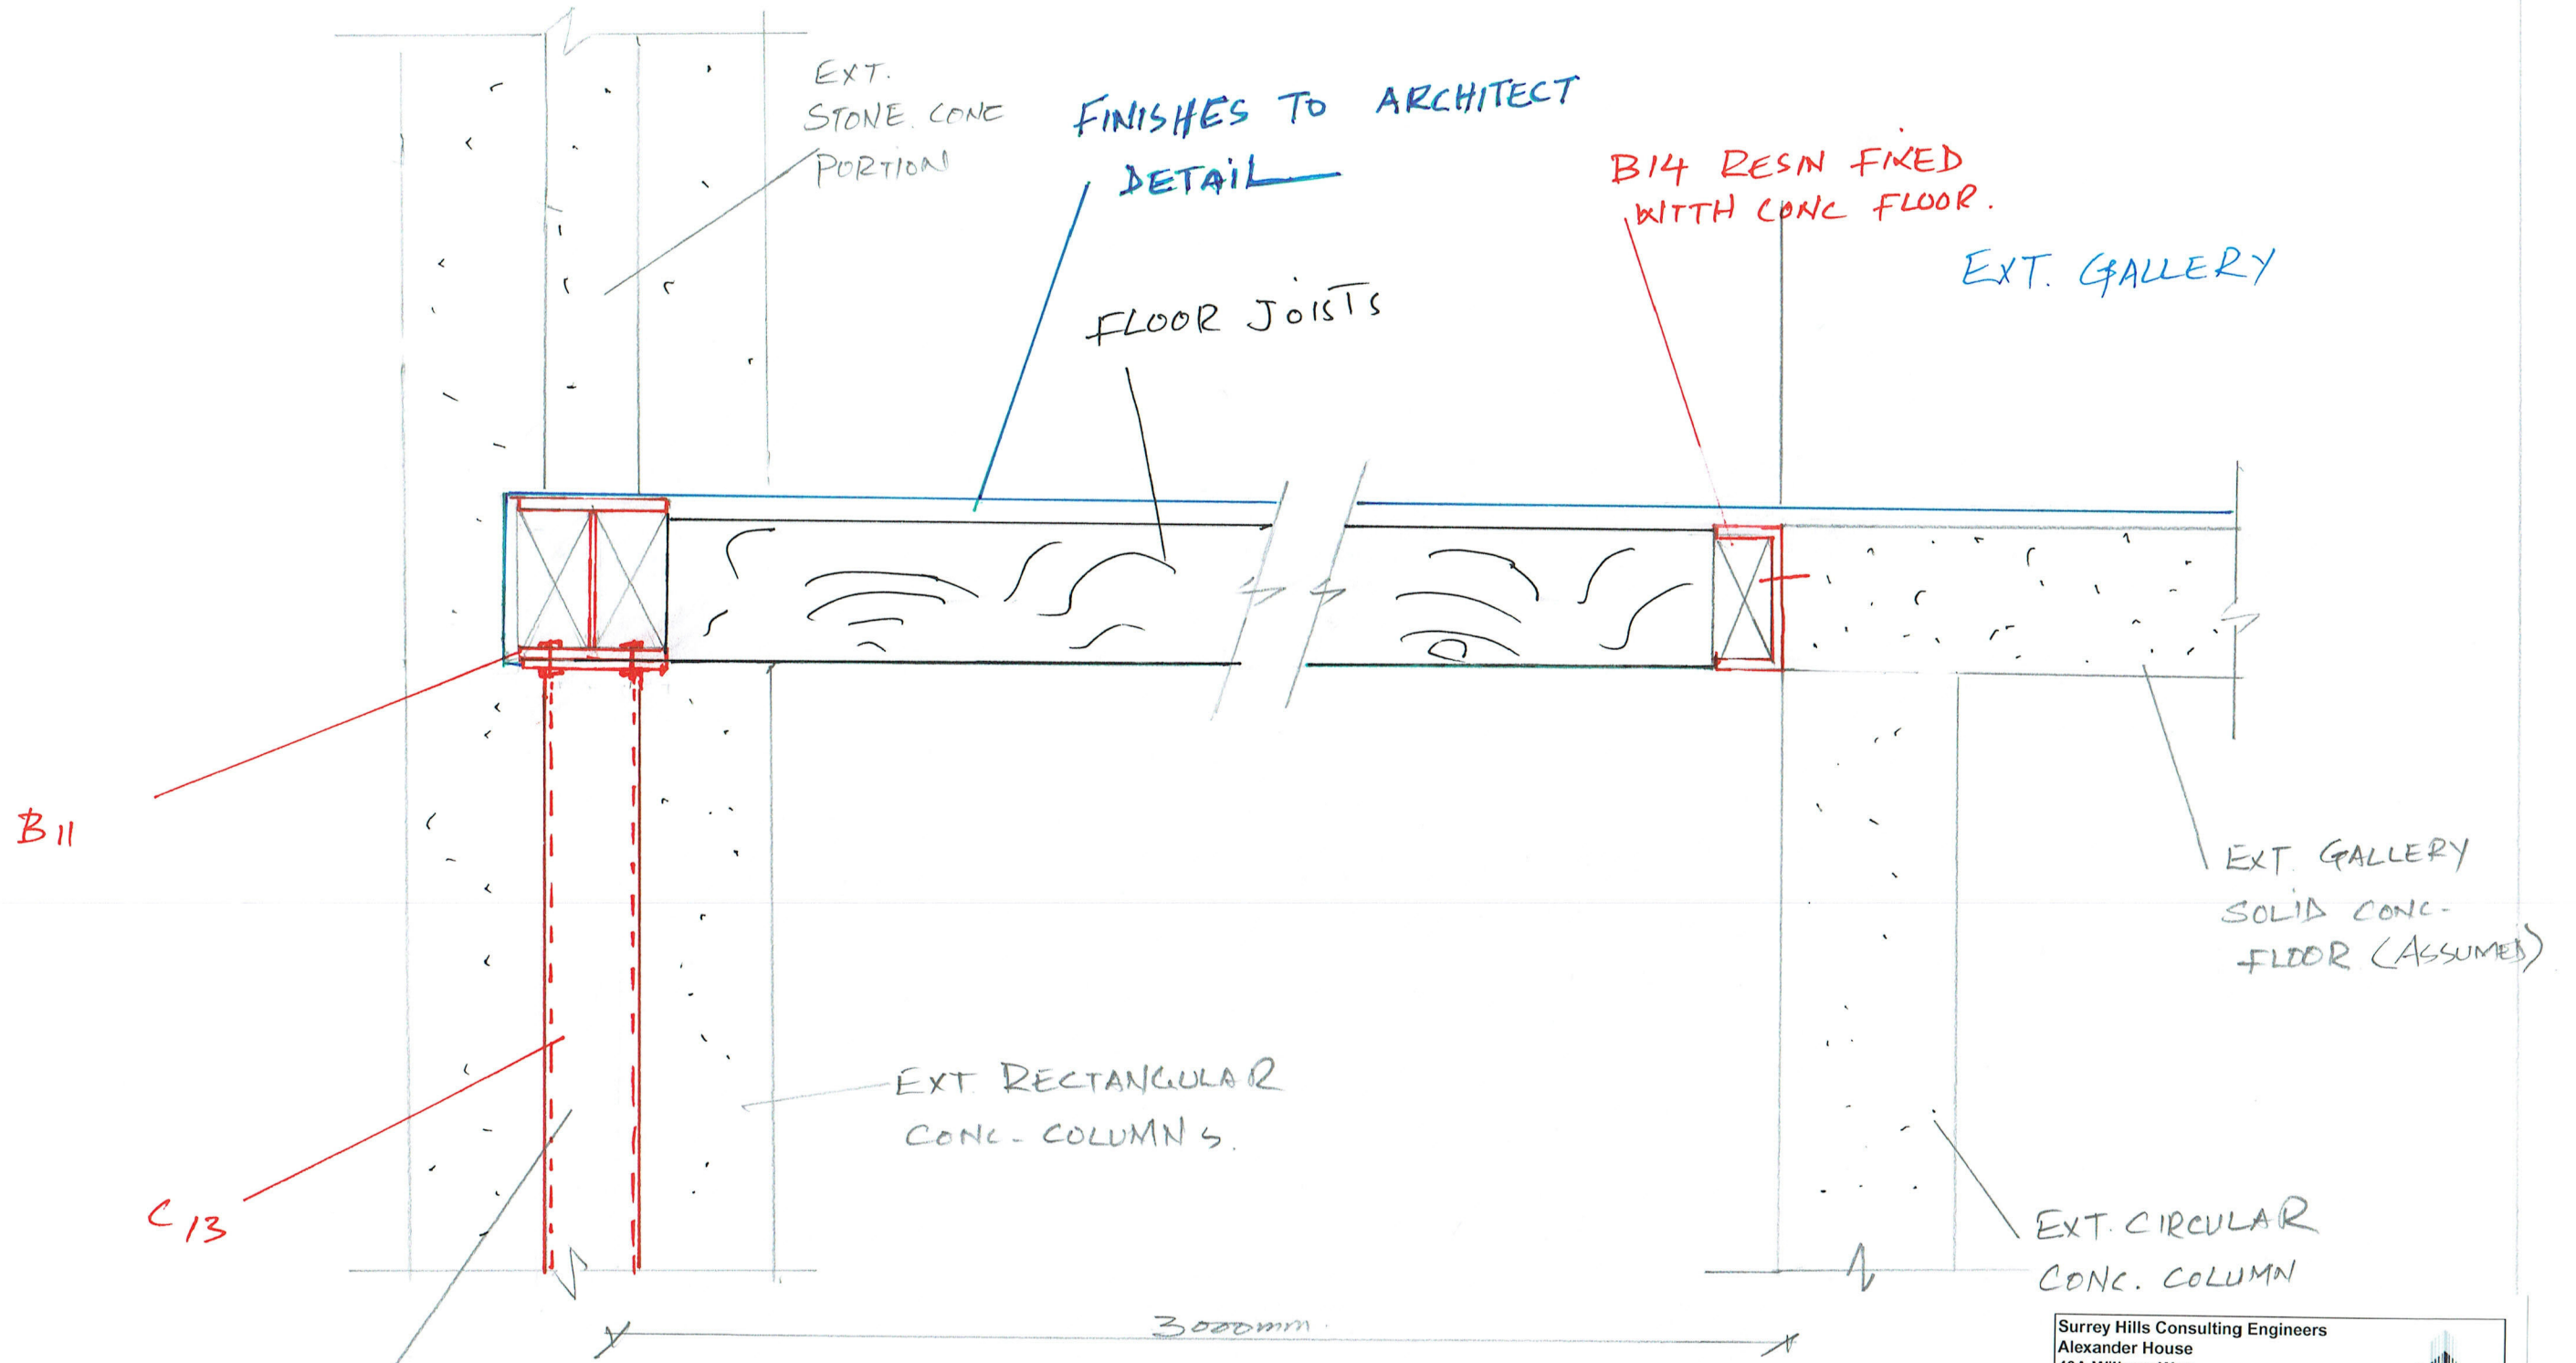 EXT.
STONE. CONC
PORTION
FINISHES TO ARCHITECT
DETAIL
B14 RESIN FIXED
WITH CONC FLOOR.
EXT. GALLERY
FLOOR JOISTS
B11
EXT. GALLERY
SOLID CONC-
FLOOR (ASSUMED)
EXT RECTANGULAR
CONC- COLUMNS.
C13
EXT. CIRCULAR
CONC. COLUMN
3000mm.
Surrey Hills Consulting Engineers
Alexander House